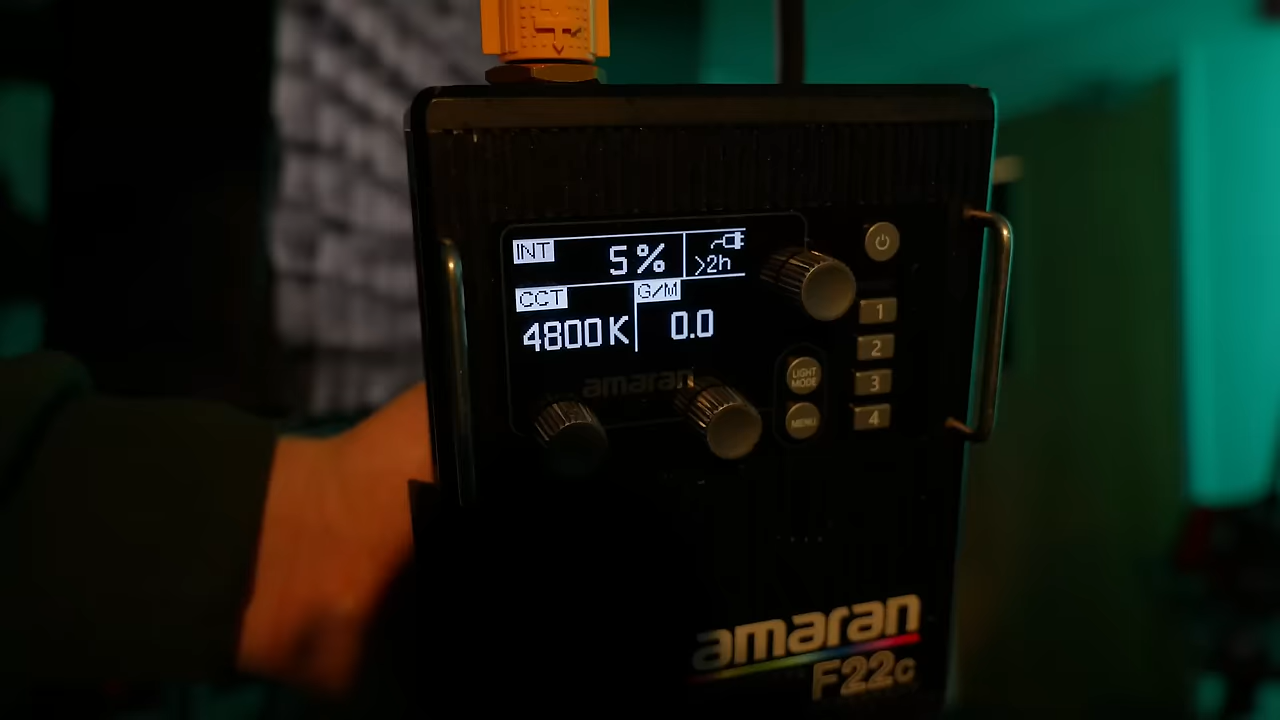 INT 5% >2h
CCT G/M
4800K 0.0
amaran
LIGHT MODE
MENU
1
2
3
4
amaran
F22c